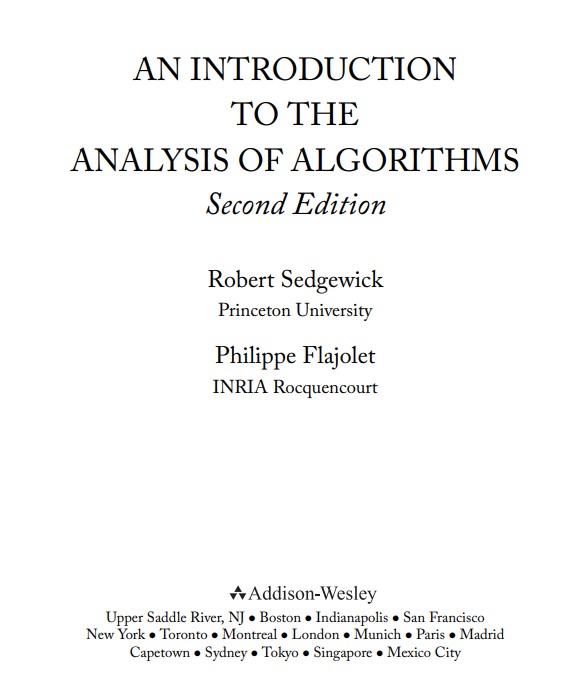 AN INTRODUCTION
TO THE
ANALYSIS OF ALGORITHMS
Second Edition
Robert Sedgewick
Princeton University
Philippe Flajolet
INRIA Rocquencourt
Addison-Wesley
Upper Saddle River, NJ • Boston • Indianapolis • San Francisco
New York • Toronto • Montreal • London • Munich • Paris • Madrid
Capetown • Sydney • Tokyo • Singapore • Mexico City